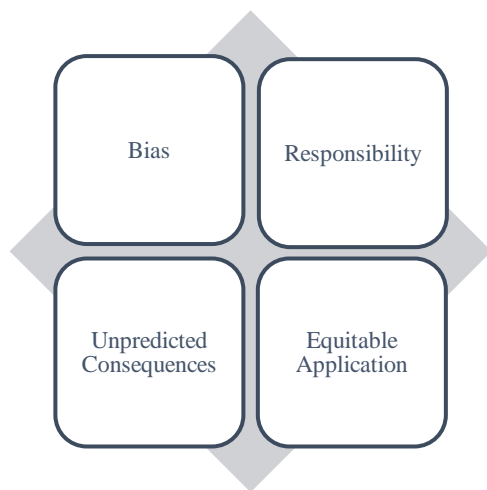 Bias
Responsibility
Unpredicted
Consequences
Equitable
Application